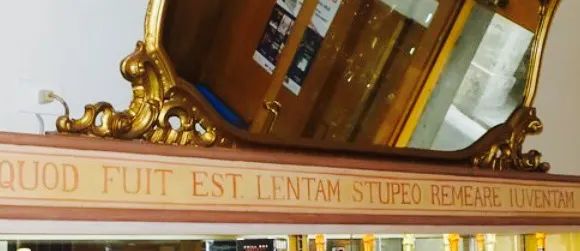 QUOD FUIT EST. LENTAM STUPEO REMEARE IUVENTAM